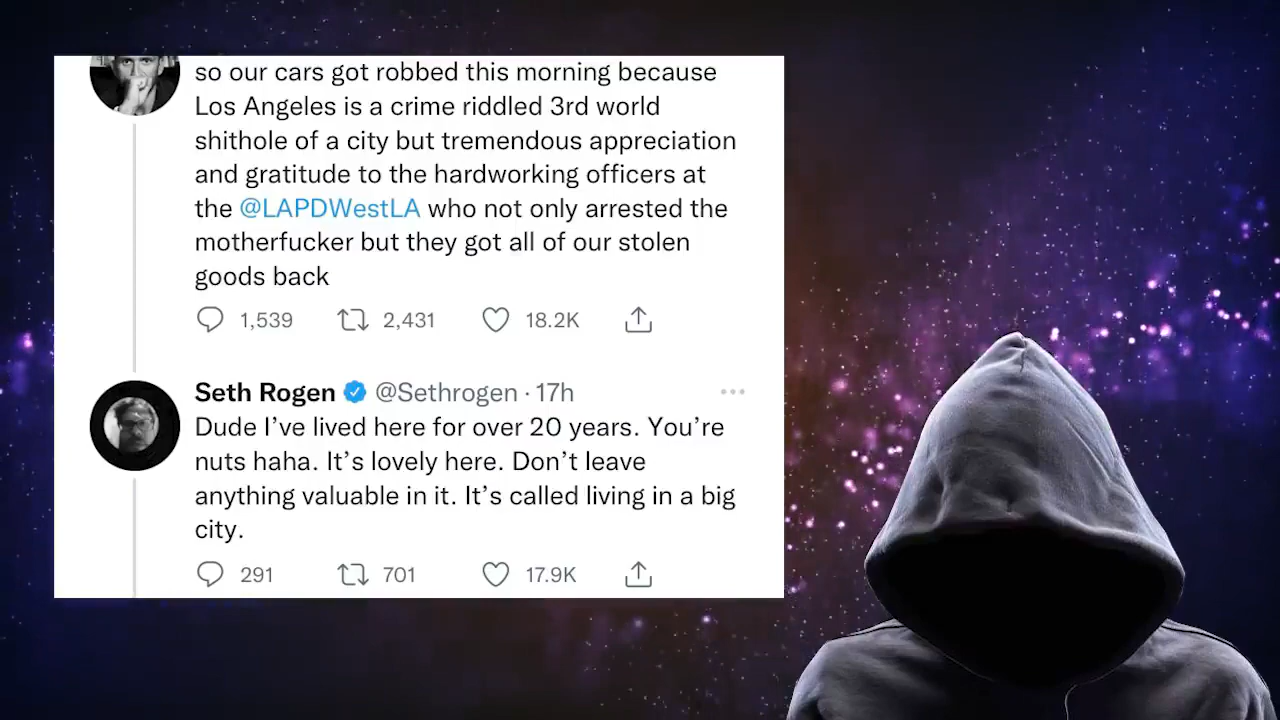 so our cars got robbed this morning because
Los Angeles is a crime riddled 3rd world
shithole of a city but tremendous appreciation
and gratitude to the hardworking officers at
the @LAPDWestLA who not only arrested the
motherfucker but they got all of our stolen
goods back
1,539 2,431 18.2K
Seth Rogen @Sethrogen · 17h
Dude I’ve lived here for over 20 years. You’re
nuts haha. It’s lovely here. Don’t leave
anything valuable in it. It’s called living in a big
city.
291 701 17.9K